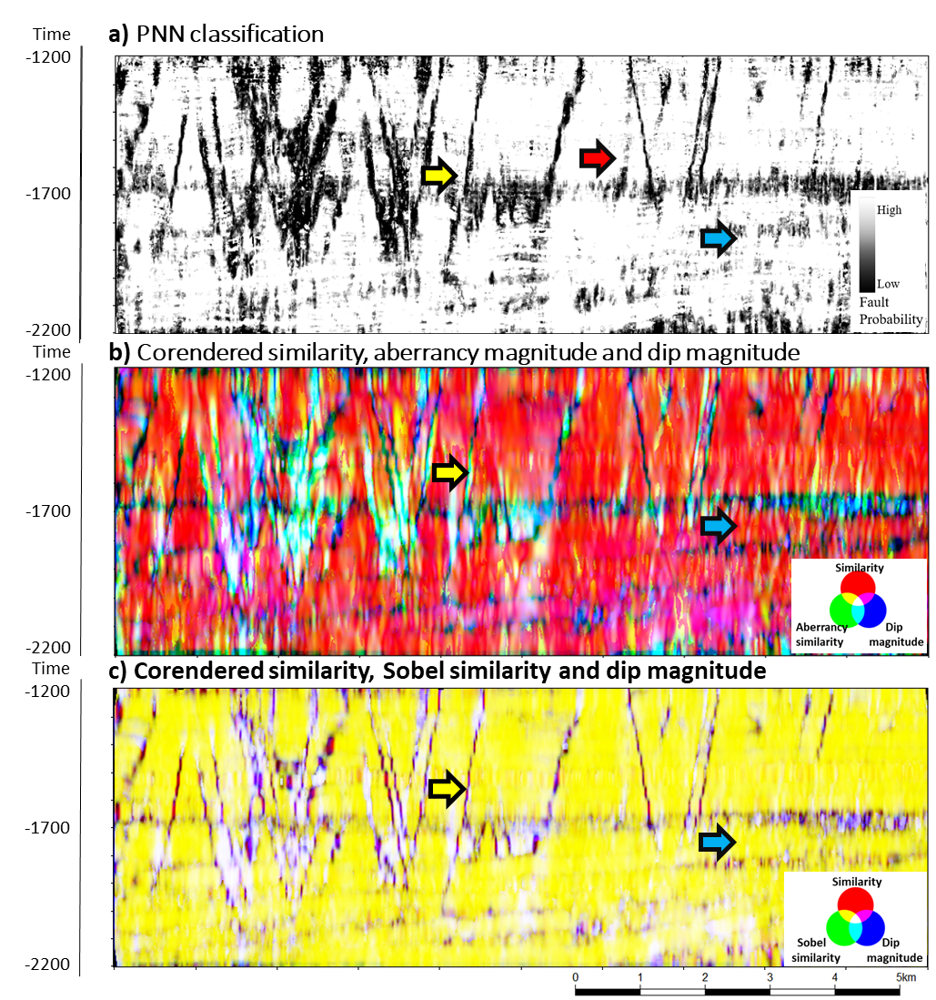 Time
a) PNN classification
-1200
-1700
High
Low
Fault
Probability
-2200
Time
b) Corendered similarity, aberrancy magnitude and dip magnitude
-1200
-1700
Similarity
Aberrancy
similarity
Dip
magnitude
-2200
Time
c) Corendered similarity, Sobel similarity and dip magnitude
-1200
-1700
Similarity
Sobel
similarity
Dip
magnitude
-2200
0 1 2 3 4 5km